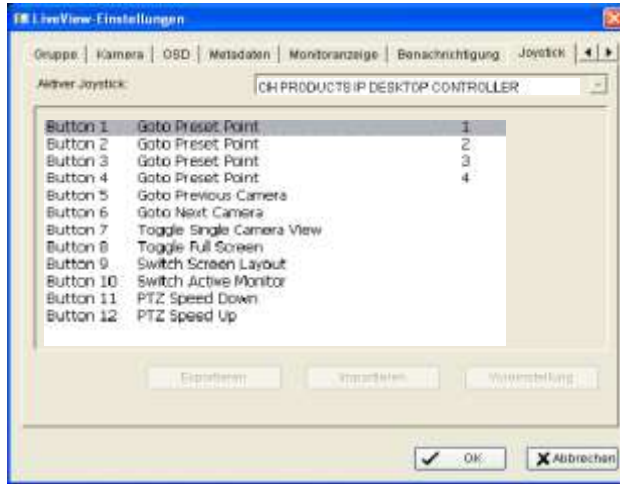 LiveView-Einstellungen
Gruppe Kamera OSD Metadaten Monitoranzeige Benachrichtigung Joystick
Aktiver Joystick: CH PRODUCTS IP DESKTOP CONTROLLER
Button 1 Goto Preset Point 1
Button 2 Goto Preset Point 2
Button 3 Goto Preset Point 3
Button 4 Goto Preset Point 4
Button 5 Goto Previous Camera
Button 6 Goto Next Camera
Button 7 Toggle Single Camera View
Button 8 Toggle Full Screen
Button 9 Switch Screen Layout
Button 10 Switch Active Monitor
Button 11 PTZ Speed Down
Button 12 PTZ Speed Up
Exportieren Importieren Voreinstellung
OK Abbrechen